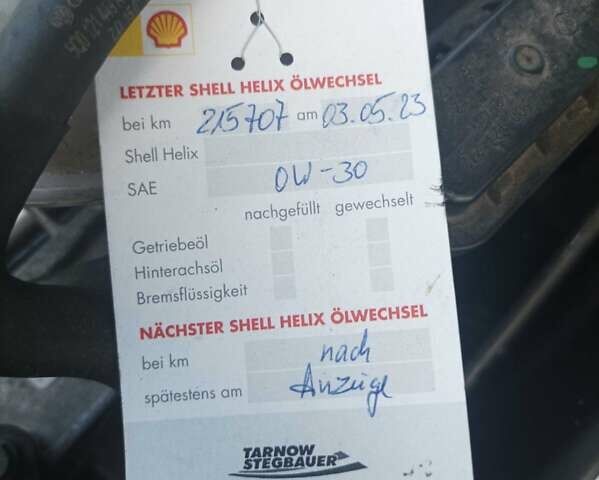 LETZTER SHELL HELIX ÖLWECHSEL
bei km 215707 am 03.05.23
Shell Helix
SAE 0W-30
nachgefüllt gewechselt
Getriebeöl
Hinterachsöl
Bremsflüssigkeit
NÄCHSTER SHELL HELIX ÖLWECHSEL
bei km nach
spätestens am Anzeige
TARNOW
STEGBAUER